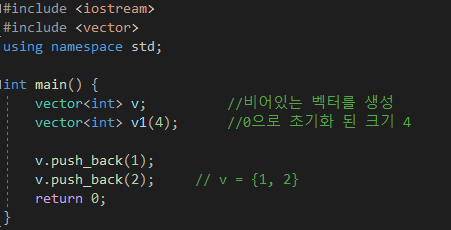 #include <iostream>
#include <vector>
using namespace std;
int main() {
vector<int> v; //비어있는 벡터를 생성
vector<int> v1(4); //0으로 초기화 된 크기 4
v.push_back(1);
v.push_back(2); // v = {1, 2}
return 0;
}